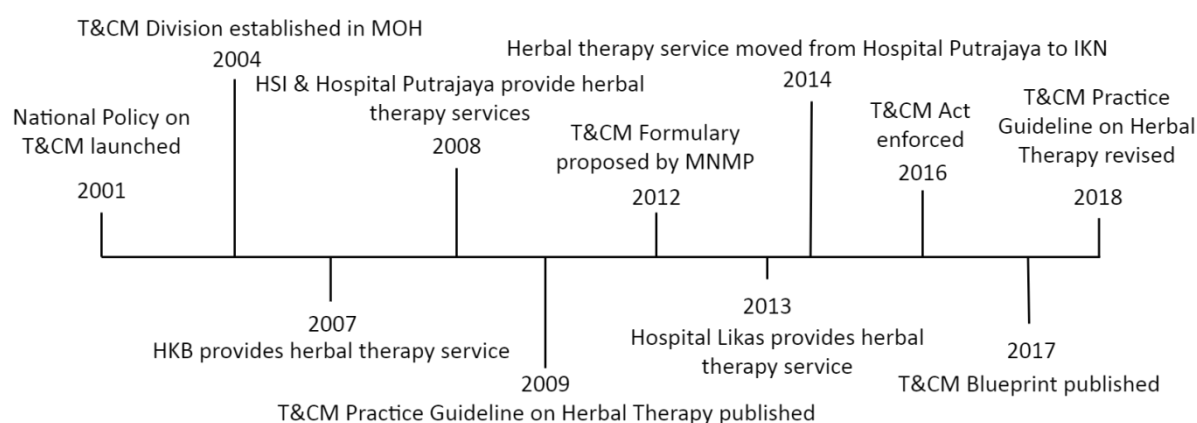 National Policy on
T&CM launched
2001
T&CM Division established in MOH
2004
2007
HKB provides herbal therapy service
HSI & Hospital Putrajaya provide herbal
therapy services
2008
2009
T&CM Practice Guideline on Herbal Therapy published
T&CM Formulary
proposed by MNMP
2012
2013
Hospital Likas provides herbal
therapy service
Herbal therapy service moved from Hospital Putrajaya to IKN
2014
T&CM Act
enforced
2016
2017
T&CM Blueprint published
T&CM Practice
Guideline on Herbal
Therapy revised
2018